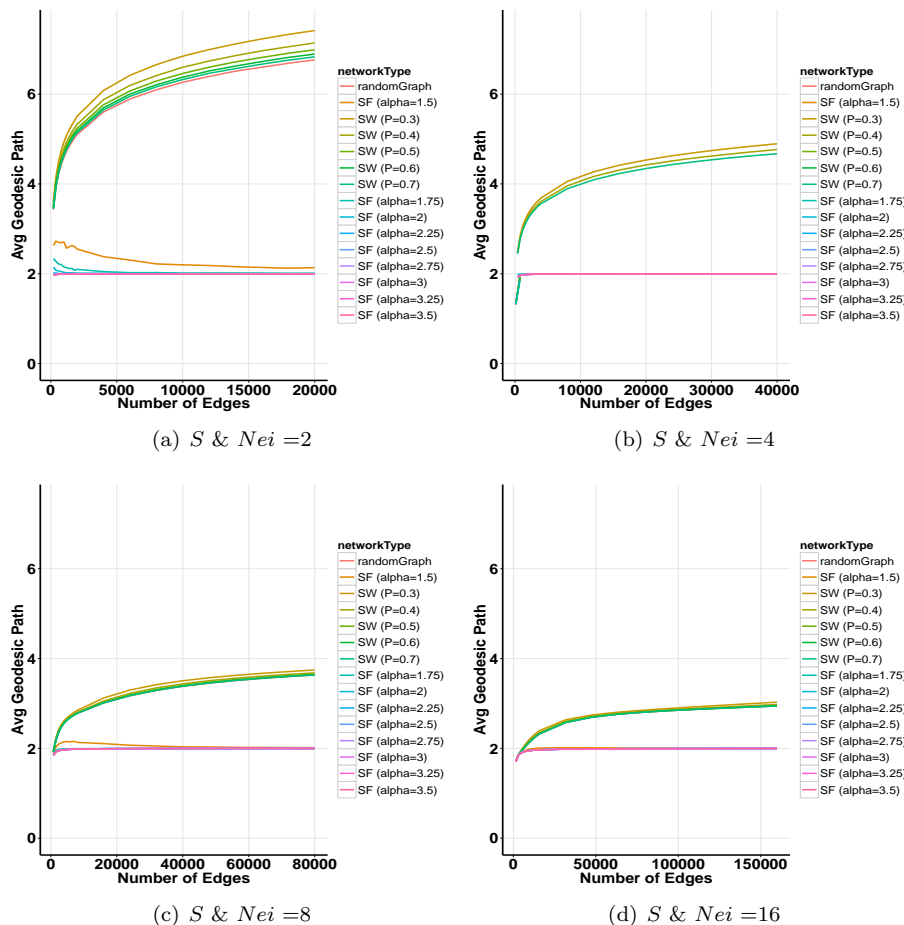 Avg Geodesic Path
6
4
2
0
0 5000 10000 15000 20000
Number of Edges
networkType
randomGraph
SF (alpha=1.5)
SW (P=0.3)
SW (P=0.4)
SW (P=0.5)
SW (P=0.6)
SW (P=0.7)
SF (alpha=1.75)
SF (alpha=2)
SF (alpha=2.25)
SF (alpha=2.5)
SF (alpha=2.75)
SF (alpha=3)
SF (alpha=3.25)
SF (alpha=3.5)
(a) S & Nei =2
Avg Geodesic Path
6
4
2
0
0 10000 20000 30000 40000
Number of Edges
networkType
randomGraph
SF (alpha=1.5)
SW (P=0.3)
SW (P=0.4)
SW (P=0.5)
SW (P=0.6)
SW (P=0.7)
SF (alpha=1.75)
SF (alpha=2)
SF (alpha=2.25)
SF (alpha=2.5)
SF (alpha=2.75)
SF (alpha=3)
SF (alpha=3.25)
SF (alpha=3.5)
(b) S & Nei =4
Avg Geodesic Path
6
4
2
0
0 20000 40000 60000 80000
Number of Edges
networkType
randomGraph
SF (alpha=1.5)
SW (P=0.3)
SW (P=0.4)
SW (P=0.5)
SW (P=0.6)
SW (P=0.7)
SF (alpha=1.75)
SF (alpha=2)
SF (alpha=2.25)
SF (alpha=2.5)
SF (alpha=2.75)
SF (alpha=3)
SF (alpha=3.25)
SF (alpha=3.5)
(c) S & Nei =8
Avg Geodesic Path
6
4
2
0
0 50000 100000 150000
Number of Edges
networkType
randomGraph
SF (alpha=1.5)
SW (P=0.3)
SW (P=0.4)
SW (P=0.5)
SW (P=0.6)
SW (P=0.7)
SF (alpha=1.75)
SF (alpha=2)
SF (alpha=2.25)
SF (alpha=2.5)
SF (alpha=2.75)
SF (alpha=3)
SF (alpha=3.25)
SF (alpha=3.5)
(d) S & Nei =16